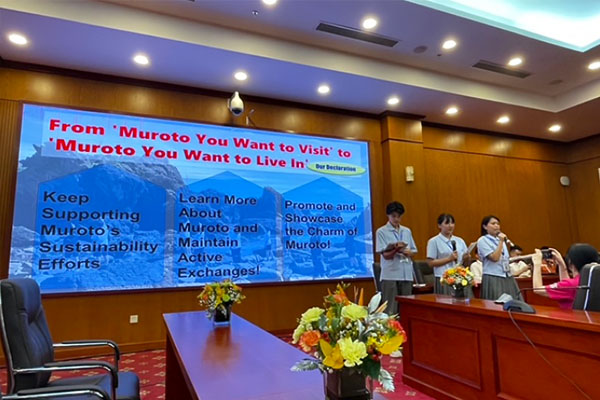 From 'Muroto You Want to Visit' to
'Muroto You Want to Live In'
Our Declaration
Keep
Supporting
Muroto's
Sustainability
Efforts
Learn More
About
Muroto and
Maintain
Active
Exchanges!
Promote and
Showcase
the Charm of
Muroto!